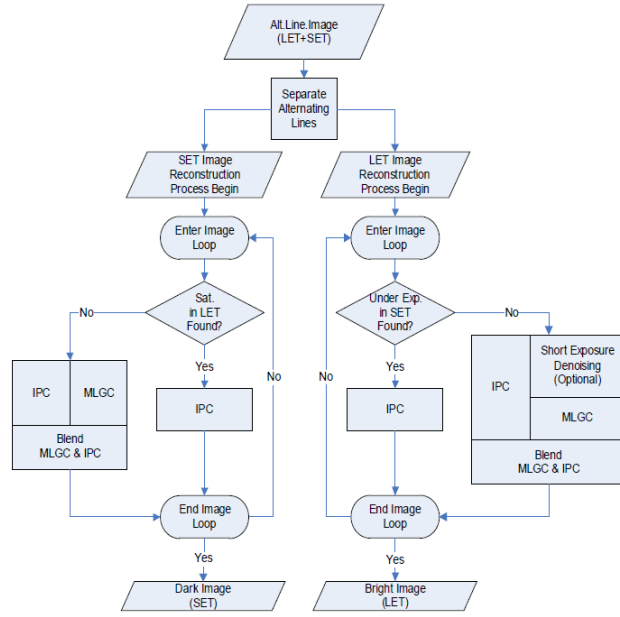 Alt.Line.Image
(LET+SET)
Separate
Alternating
Lines
SET Image
Reconstruction
Process Begin
LET Image
Reconstruction
Process Begin
Enter Image
Loop
Enter Image
Loop
Sat.
in LET
Found?
Under Exp.
in SET
Found?
No
No
Yes
No
No
Yes
IPC
MLGC
Blend
MLGC & IPC
IPC
IPC
IPC
Short Exposure
Denoising
(Optional)
MLGC
Blend
MLGC & IPC
End Image
Loop
End Image
Loop
Yes
Yes
Dark Image
(SET)
Bright Image
(LET)